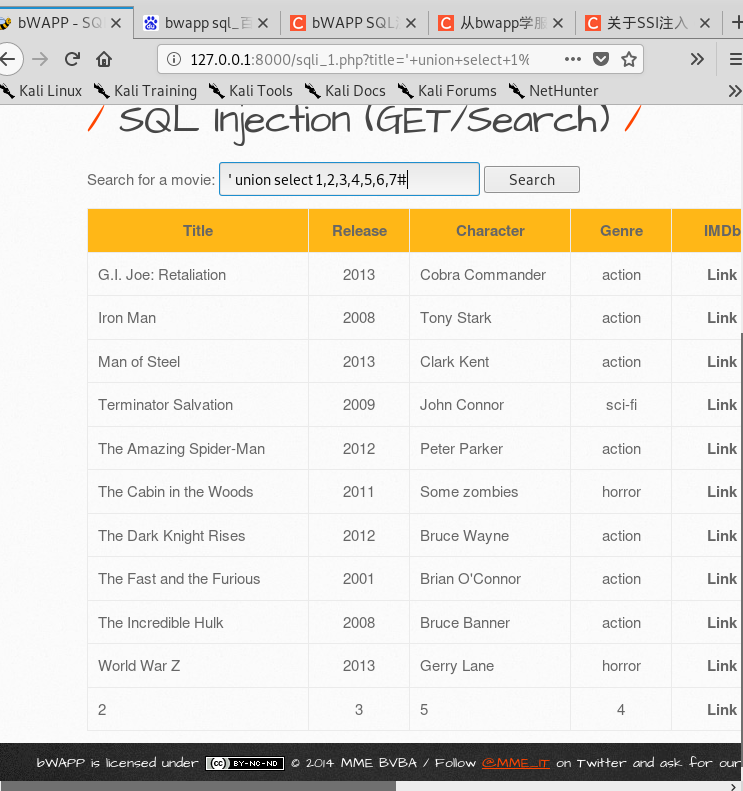 bWAPP - SQ
bwapp sql_百
bWAPP SQL注
从bwapp学服
关于SSI注入
127.0.0.1:8000/sqli_1.php?title='+union+select+1%
Kali Linux Kali Training Kali Tools Kali Docs Kali Forums NetHunter
/ SQL Injection (GET/Search) /
Search for a movie: ' union select 1,2,3,4,5,6,7# Search
Title Release Character Genre IMDb
G.I. Joe: Retaliation 2013 Cobra Commander action Link
Iron Man 2008 Tony Stark action Link
Man of Steel 2013 Clark Kent action Link
Terminator Salvation 2009 John Connor sci-fi Link
The Amazing Spider-Man 2012 Peter Parker action Link
The Cabin in the Woods 2011 Some zombies horror Link
The Dark Knight Rises 2012 Bruce Wayne action Link
The Fast and the Furious 2001 Brian O'Connor action Link
The Incredible Hulk 2008 Bruce Banner action Link
World War Z 2013 Gerry Lane horror Link
2 3 5 4 Link
bWAPP is licensed under (cc) BY-NC-ND © 2014 MME BVBA / Follow @MME_IT on Twitter and ask for our